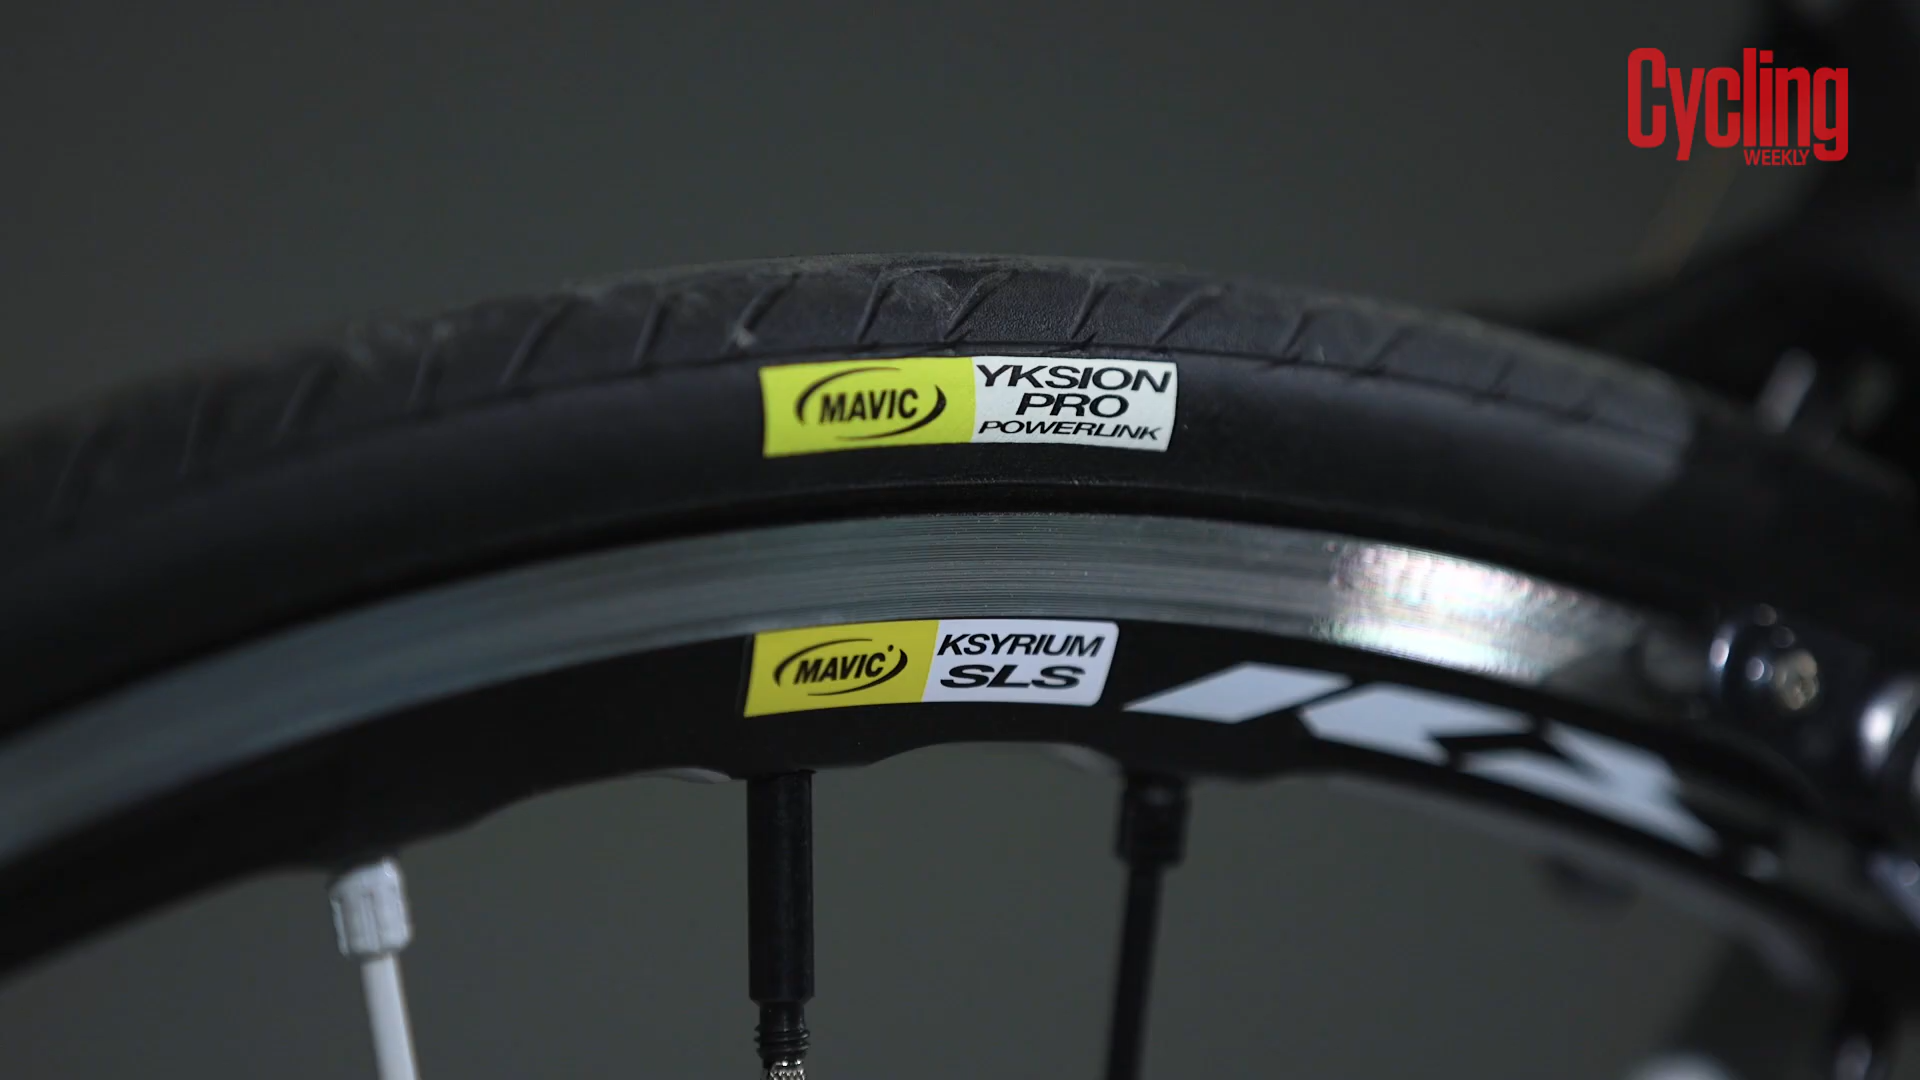 Cycling
WEEKLY
MAVIC
YKSION
PRO
POWERLINK
MAVIC
KSYRIUM
SLS